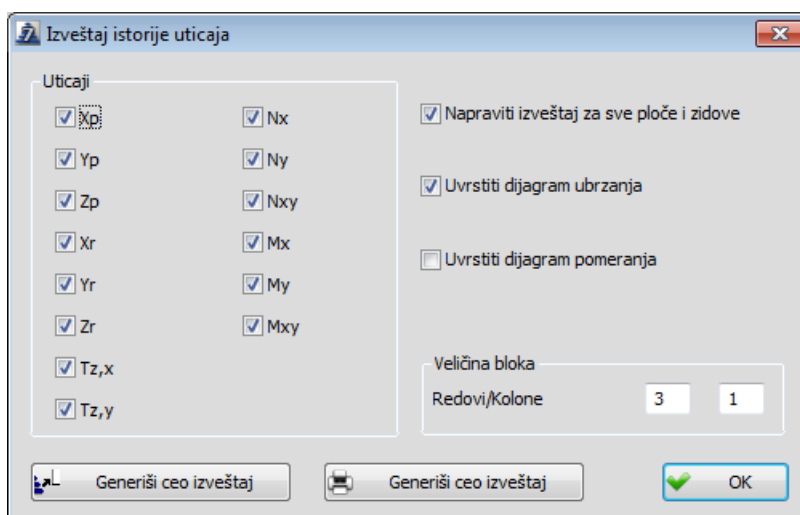 Izveštaj istorije uticaja
Uticaji
Xp
Yp
Zp
Xr
Yr
Zr
Tz,x
Tz,y
Nx
Ny
Nxy
Mx
My
Mxy
Napraviti izveštaj za sve ploče i zidove
Uvrstiti dijagram ubrzanja
Uvrstiti dijagram pomeranja
Veličina bloka
Redovi/Kolone 3 1
Generiši ceo izveštaj
Generiši ceo izveštaj
OK